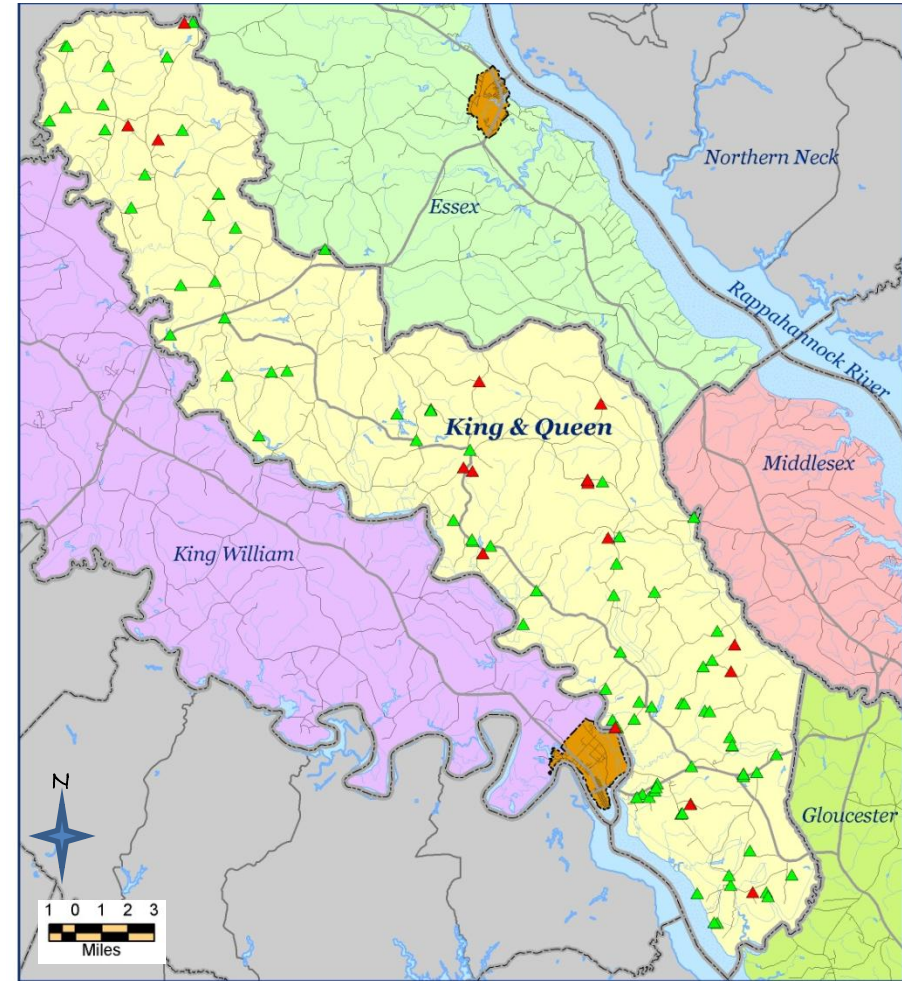 Northern Neck
Essex
Rappahannock River
King & Queen
Middlesex
King William
Gloucester
N
1 0 1 2 3
Miles